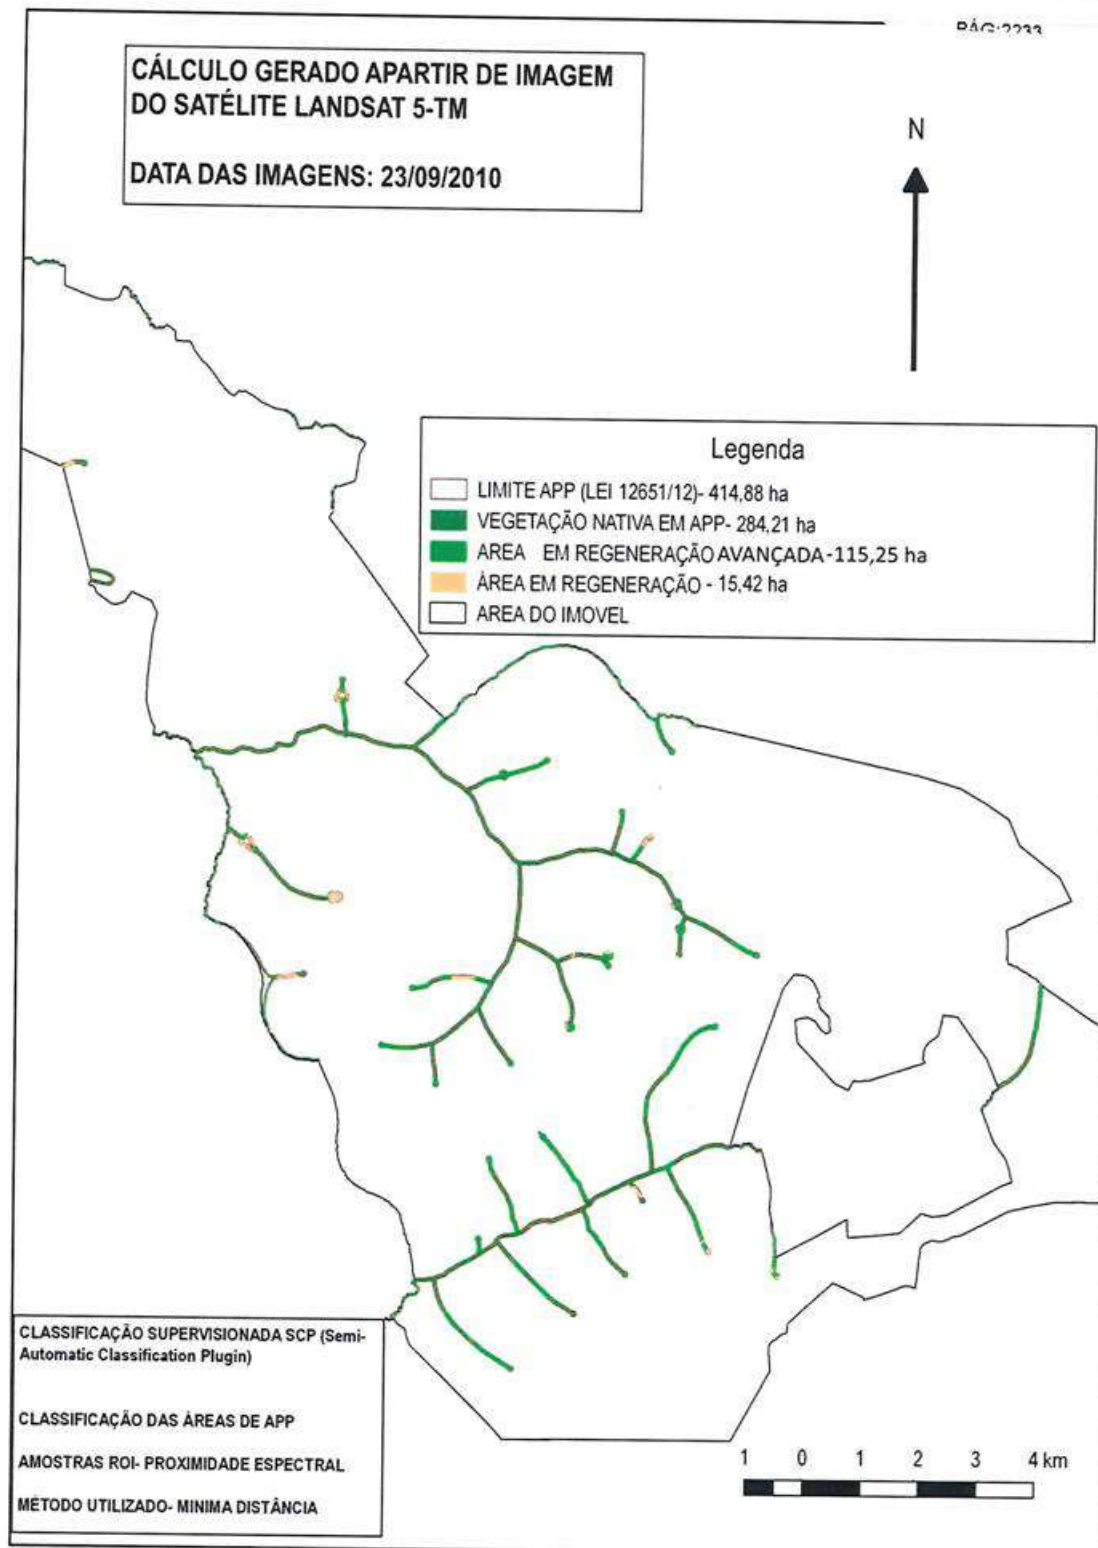 PÁG:2233
CÁLCULO GERADO APARTIR DE IMAGEM
DO SATÉLITE LANDSAT 5-TM
DATA DAS IMAGENS: 23/09/2010
N
Legenda
LIMITE APP (LEI 12651/12)- 414,88 ha
VEGETAÇÃO NATIVA EM APP- 284,21 ha
AREA EM REGENERAÇÃO AVANÇADA -115,25 ha
ÁREA EM REGENERAÇÃO - 15,42 ha
AREA DO IMOVEL
CLASSIFICAÇÃO SUPERVISIONADA SCP (Semi-
Automatic Classification Plugin)
CLASSIFICAÇÃO DAS ÁREAS DE APP
AMOSTRAS ROI- PROXIMIDADE ESPECTRAL
MÉTODO UTILIZADO- MINIMA DISTÂNCIA
1 0 1 2 3 4 km